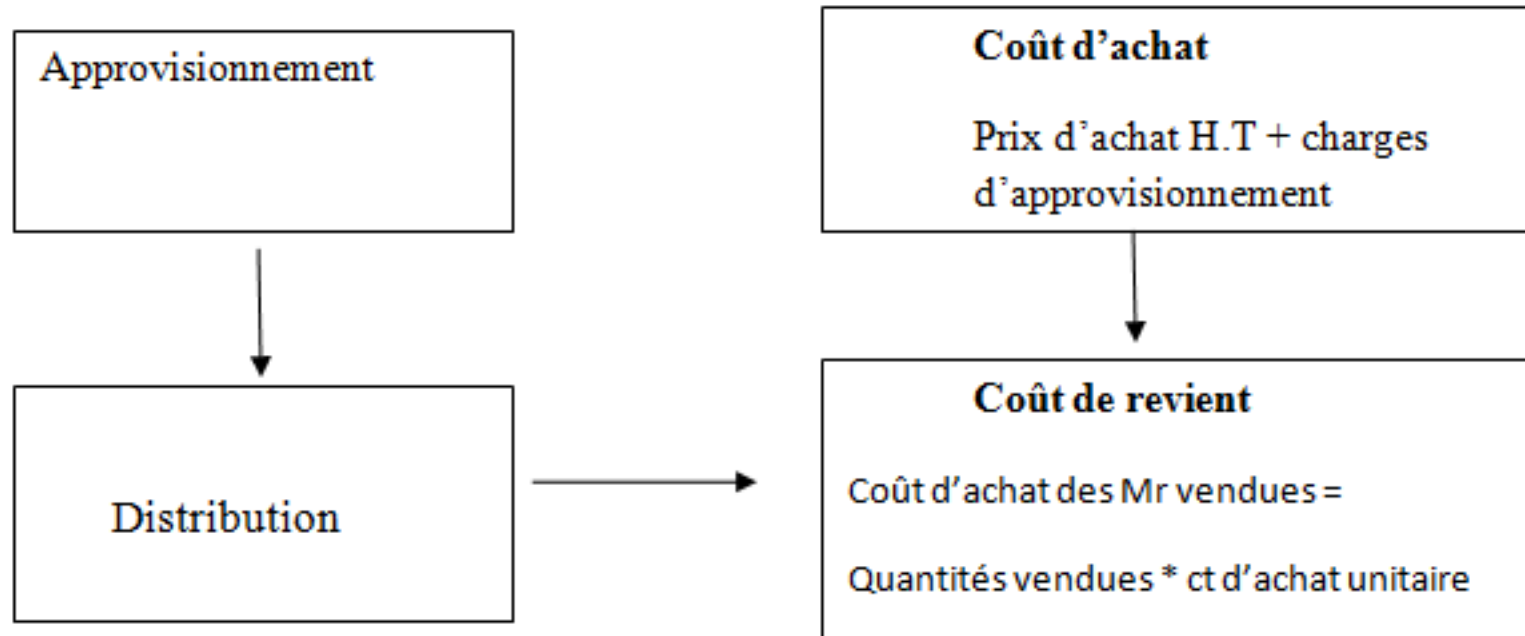 Approvisionnement
Coût d’achat
Prix d’achat H.T + charges
d’approvisionnement
Distribution
Coût de revient
Coût d’achat des Mr vendues =
Quantités vendues * ct d’achat unitaire